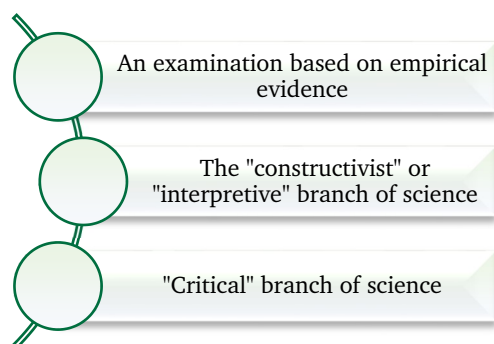 An examination based on empirical
evidence
The "constructivist" or
"interpretive" branch of science
"Critical" branch of science